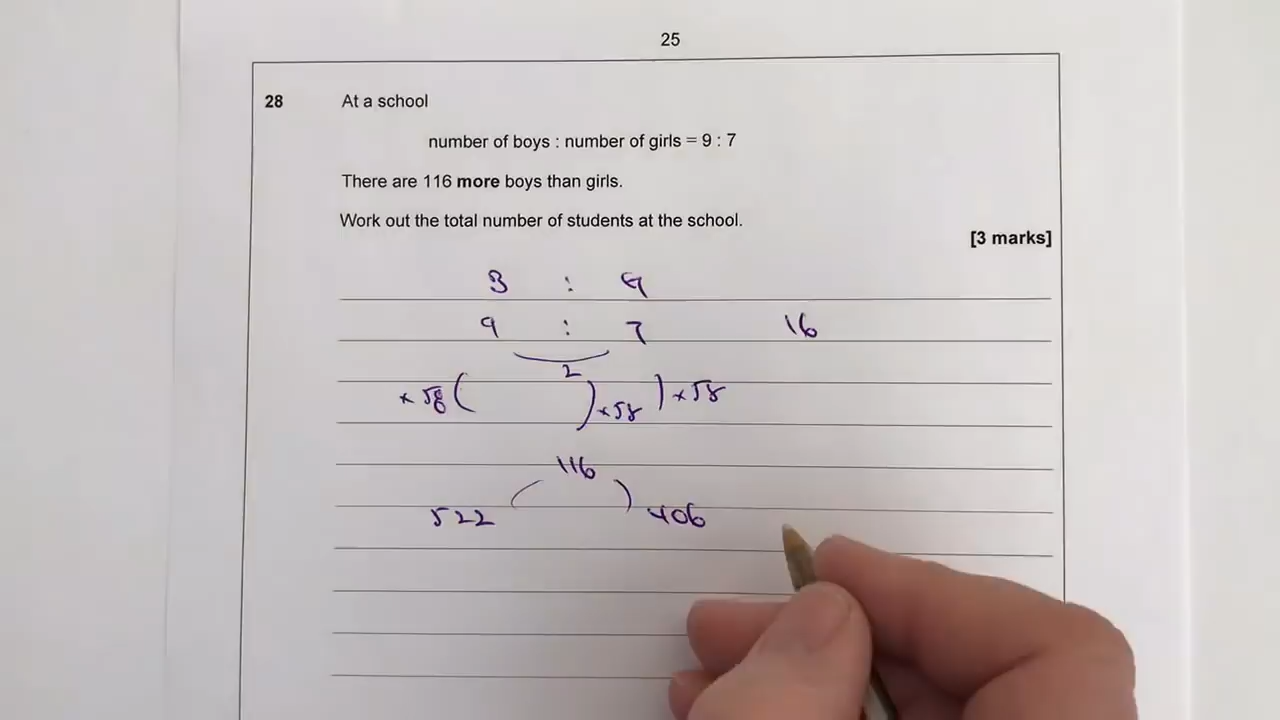 25
28 At a school
number of boys : number of girls = 9 : 7
There are 116 more boys than girls.
Work out the total number of students at the school.
[3 marks]
B : G
9 : 7 16
2
×58 ( ) ×58 ) ×58
116
522 ( ) 406